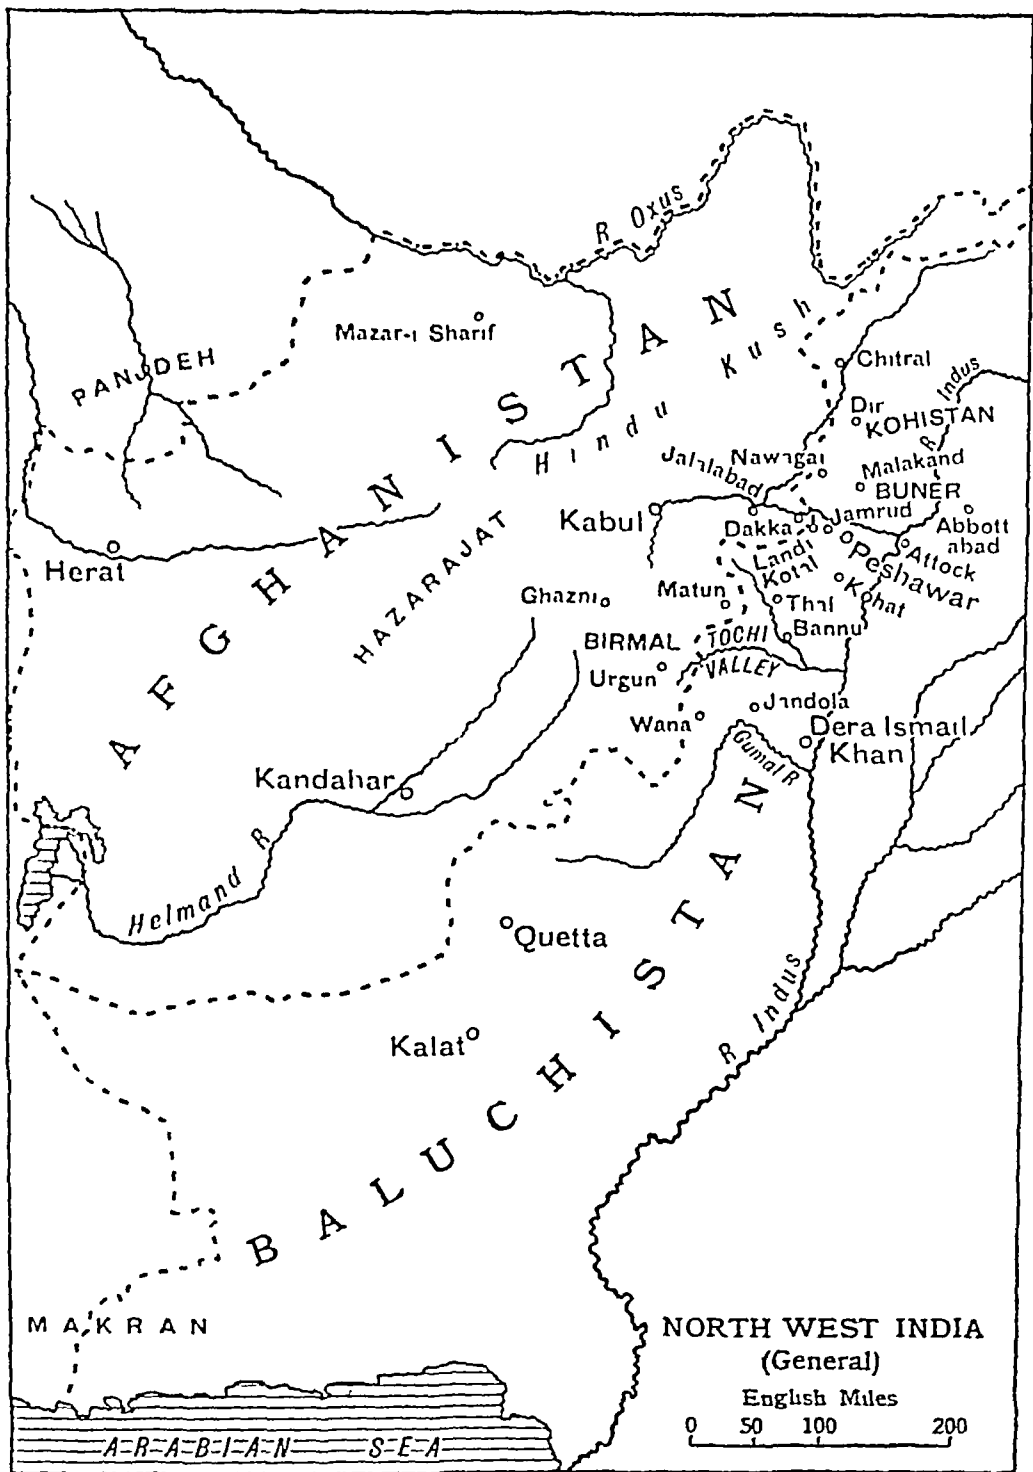 R Oxus
Mazar-i Sharif
PANJDEH
AFGHANISTAN
Hindu Kush
Chitral
Dir
KOHISTAN
R Indus
Nawagai
Malakand
BUNER
Jalalabad
Kabul
Dakka
Jamrud
Abbott
abad
Landi
Kotal
Peshawar
Attock
Herat
HAZARAJAT
Ghazni
Matun
Thal
Kohat
BIRMAL
TOCHI
VALLEY
Bannu
Urgun
Wana
Jandola
Dera Ismail
Khan
Gumal R
Kandahar
Helmand R
Quetta
Kalat
R Indus
BALUCHISTAN
MAKRAN
ARABIAN SEA
NORTH WEST INDIA
(General)
English Miles
0 50 100 200